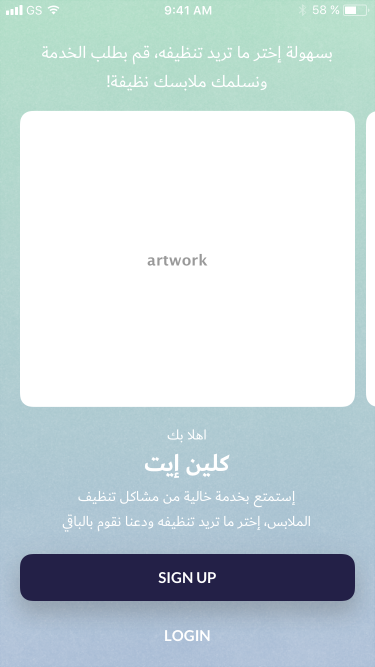 GS 9:41 AM 58 %
بسهولة إختر ما تريد تنظيفه، قم بطلب الخدمة
ونسلمك ملابسك نظيفة!
artwork
اهلا بك
كلين إيت
إستمتع بخدمة خالية من مشاكل تنظيف
الملابس، إختر ما تريد تنظيفه ودعنا نقوم بالباقي
SIGN UP
LOGIN